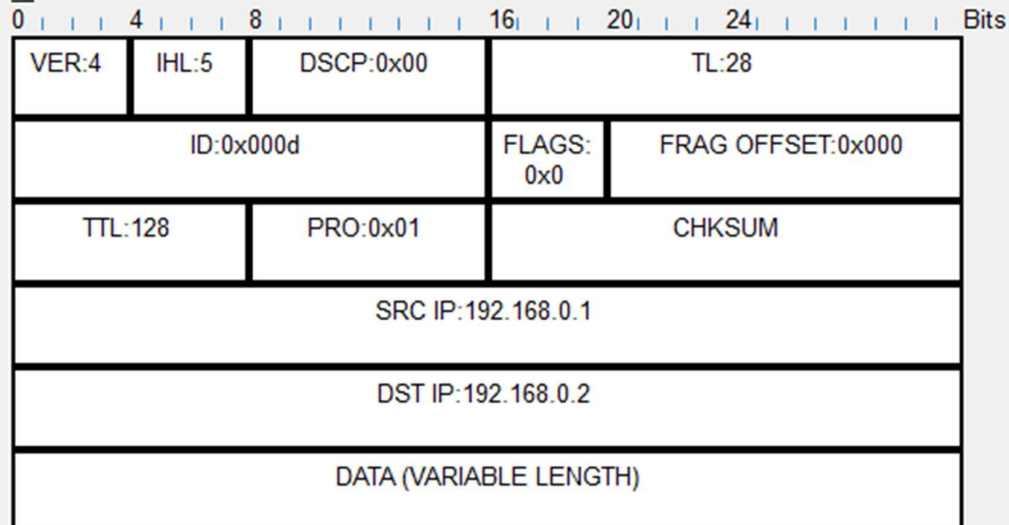 0 4 8 16 20 24 Bits
VER:4 IHL:5 DSCP:0x00 TL:28
ID:0x000d FLAGS: FRAG OFFSET:0x000
0x0
TTL:128 PRO:0x01 CHKSUM
SRC IP:192.168.0.1
DST IP:192.168.0.2
DATA (VARIABLE LENGTH)